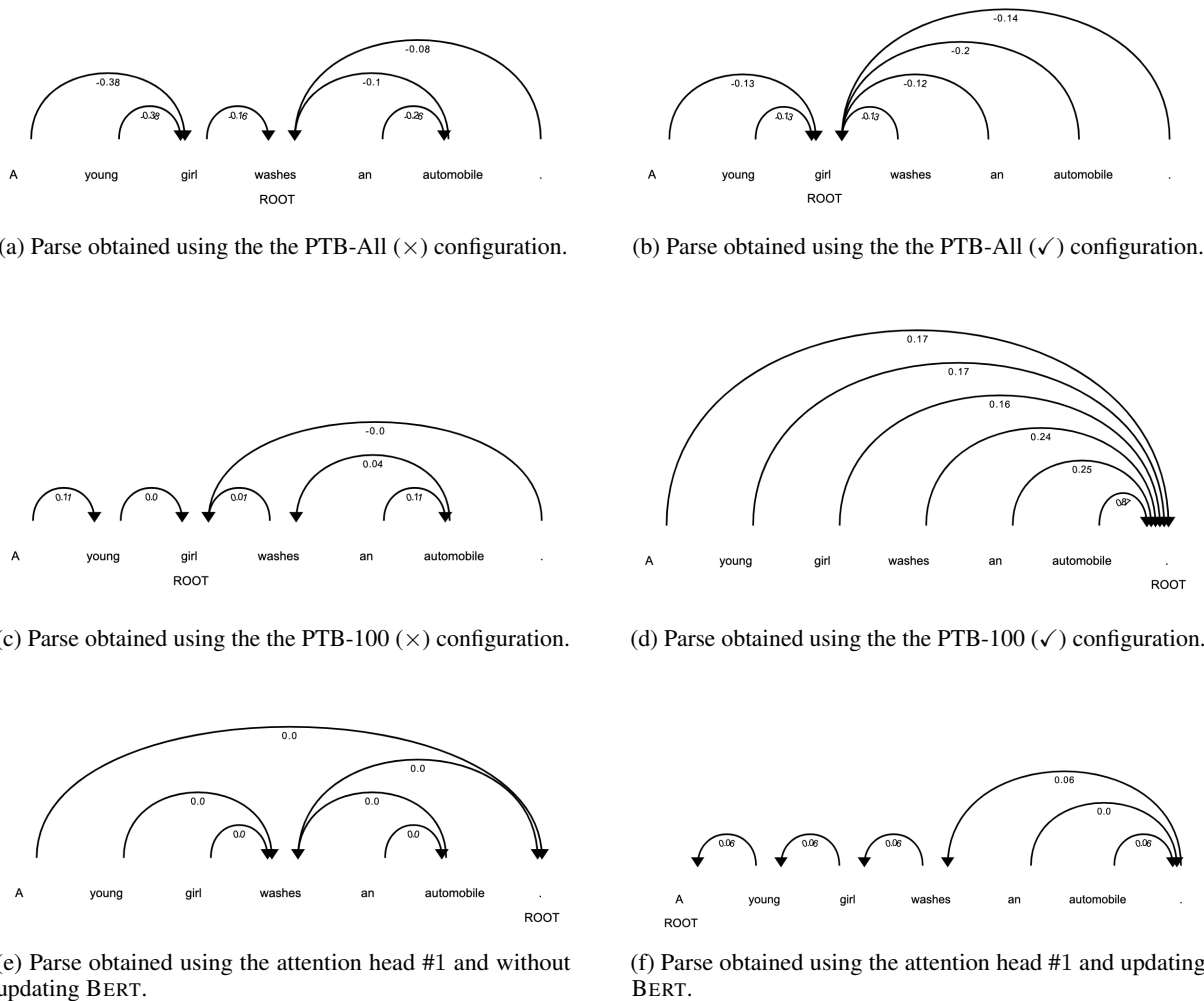 -0.38
-0.38
-0.16
-0.08
-0.1
-0.26
A young girl washes an automobile .
ROOT
(a) Parse obtained using the the PTB-All (×) configuration.
-0.14
-0.2
-0.13
-0.12
-0.13
-0.13
A young girl washes an automobile .
ROOT
(b) Parse obtained using the the PTB-All (✓) configuration.
-0.0
0.04
0.11
0.0
0.01
0.11
A young girl washes an automobile .
ROOT
(c) Parse obtained using the the PTB-100 (×) configuration.
0.17
0.17
0.16
0.24
0.25
0.87
A young girl washes an automobile .
ROOT
(d) Parse obtained using the the PTB-100 (✓) configuration.
0.0
0.0
0.0
0.0
0.0
0.0
A young girl washes an automobile .
ROOT
(e) Parse obtained using the attention head #1 and without
updating BERT.
0.06
0.0
0.06
0.06
0.06
0.06
A young girl washes an automobile .
ROOT
(f) Parse obtained using the attention head #1 and updating
BERT.